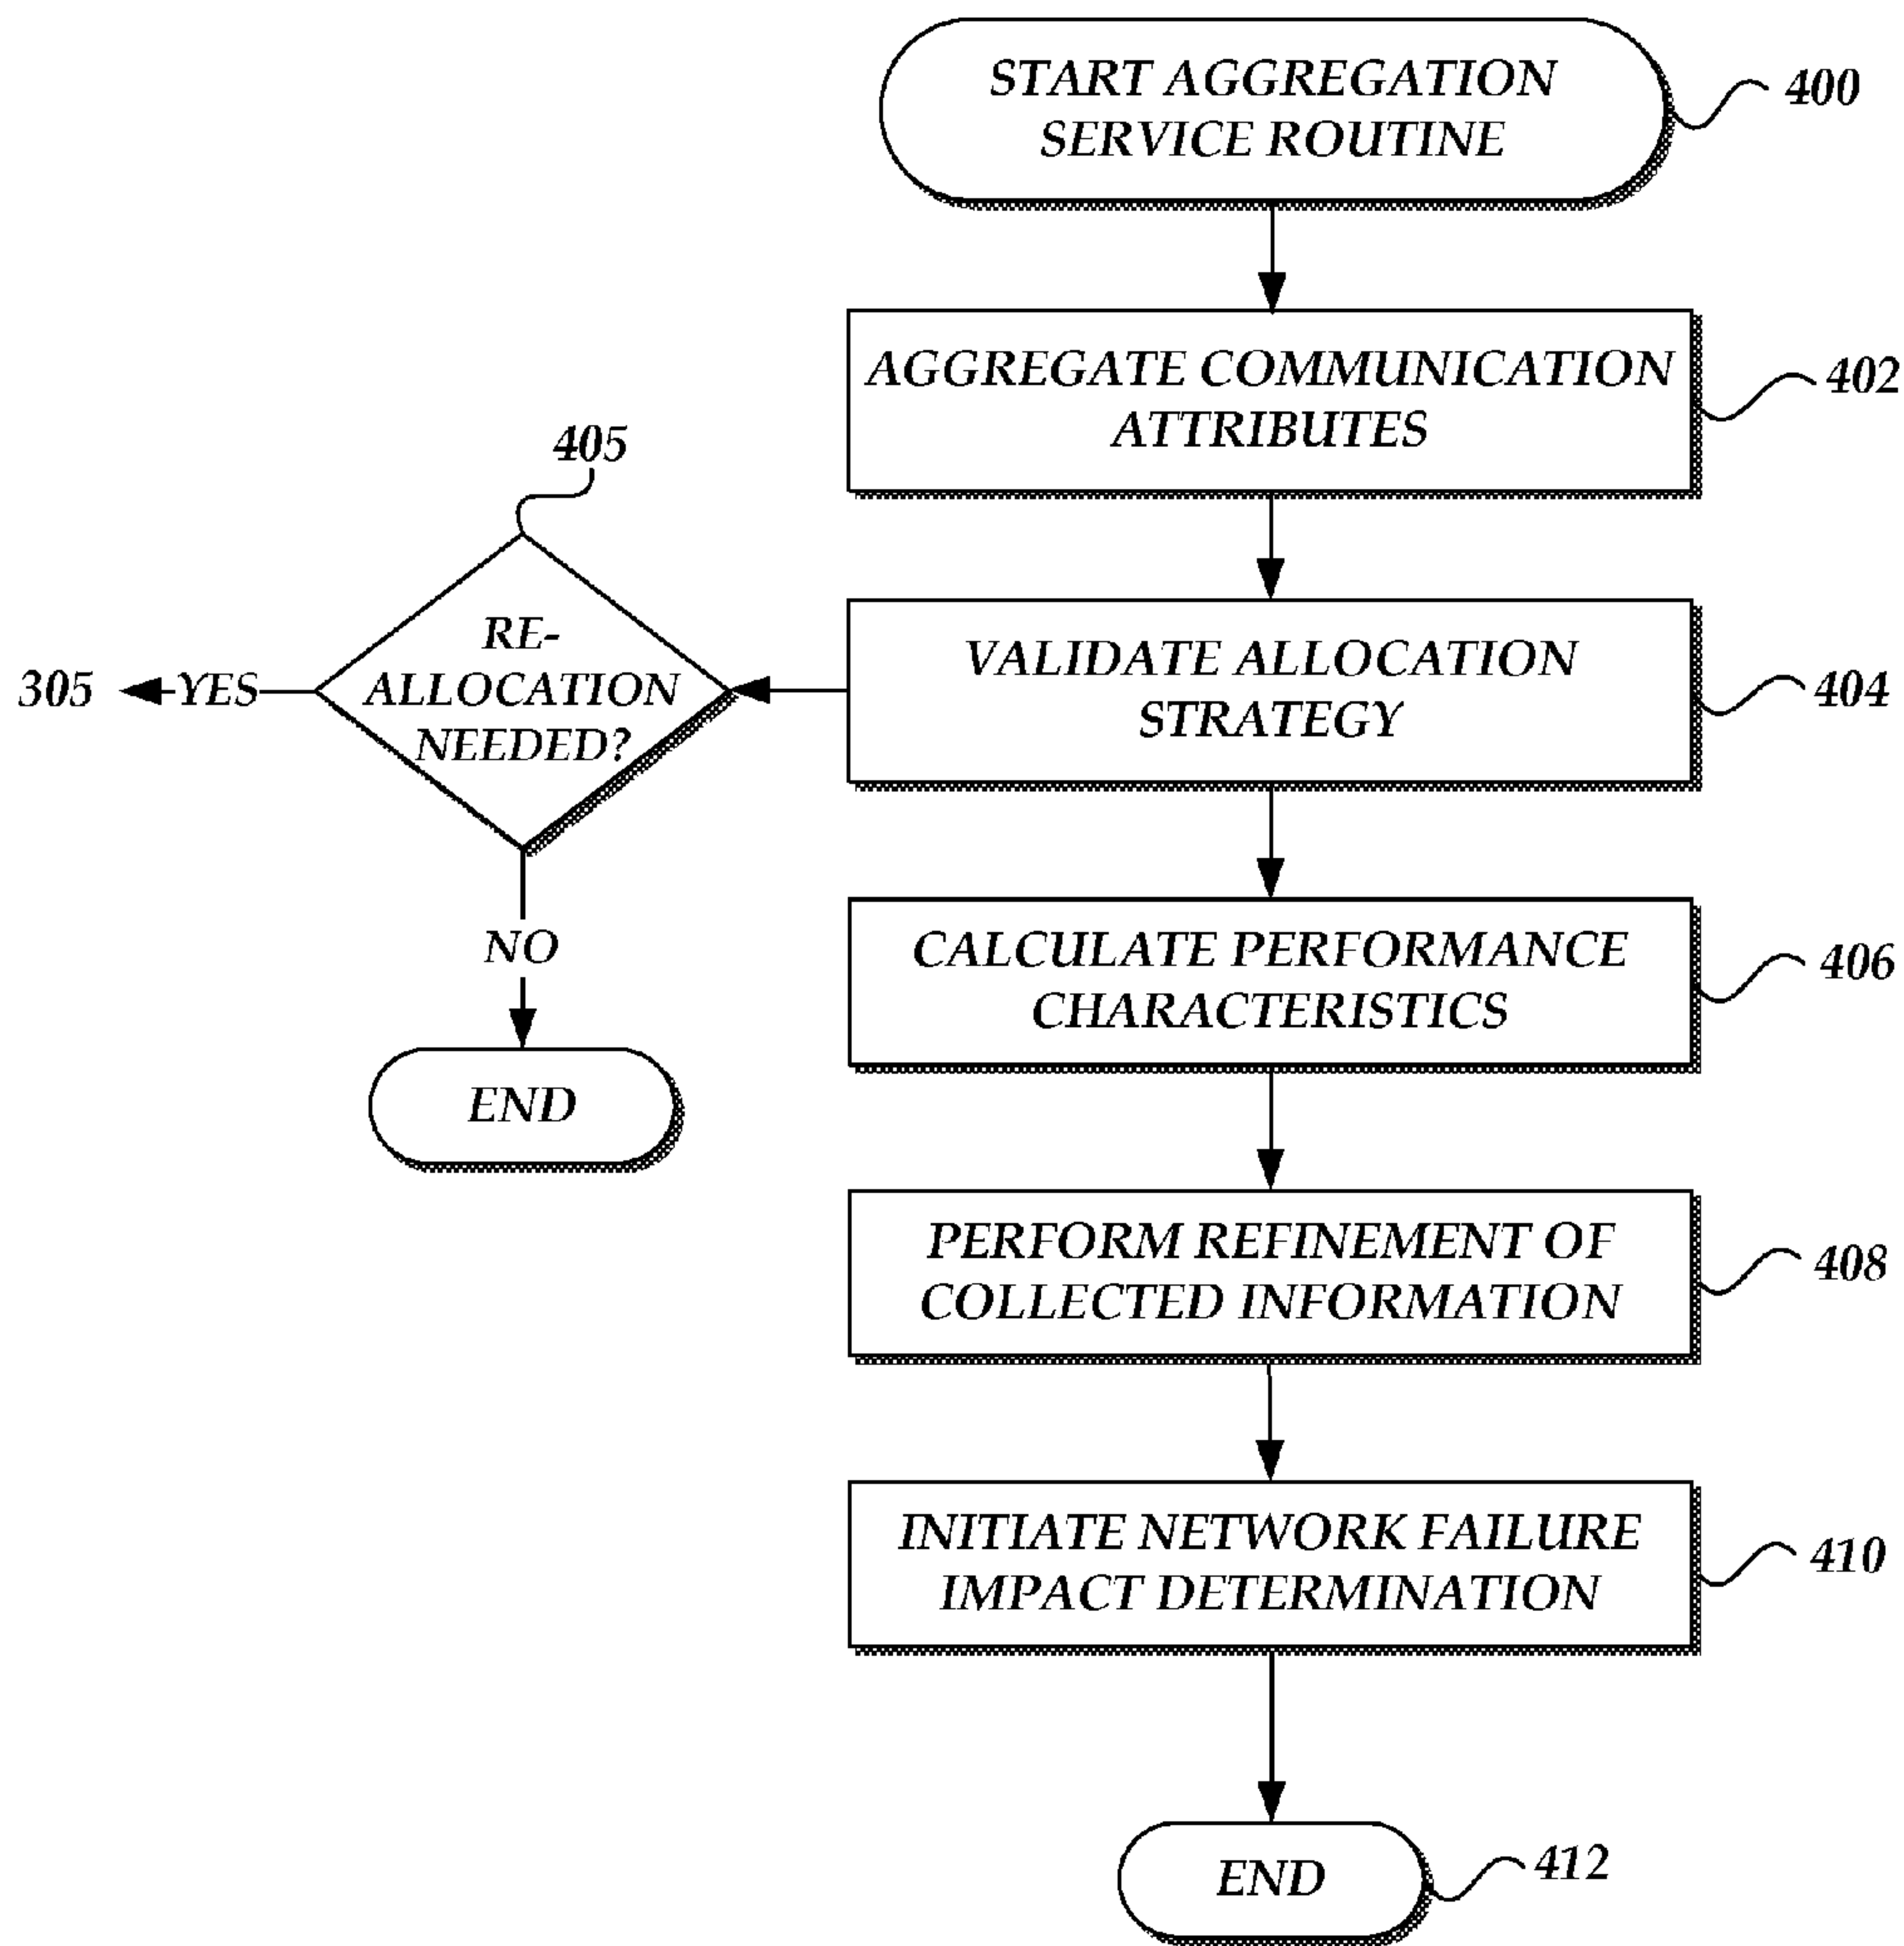 START AGGREGATION
SERVICE ROUTINE
400
AGGREGATE COMMUNICATION
ATTRIBUTES
402
405
RE-
ALLOCATION
NEEDED?
305
YES
VALIDATE ALLOCATION
STRATEGY
404
NO
END
CALCULATE PERFORMANCE
CHARACTERISTICS
406
PERFORM REFINEMENT OF
COLLECTED INFORMATION
408
INITIATE NETWORK FAILURE
IMPACT DETERMINATION
410
END
412